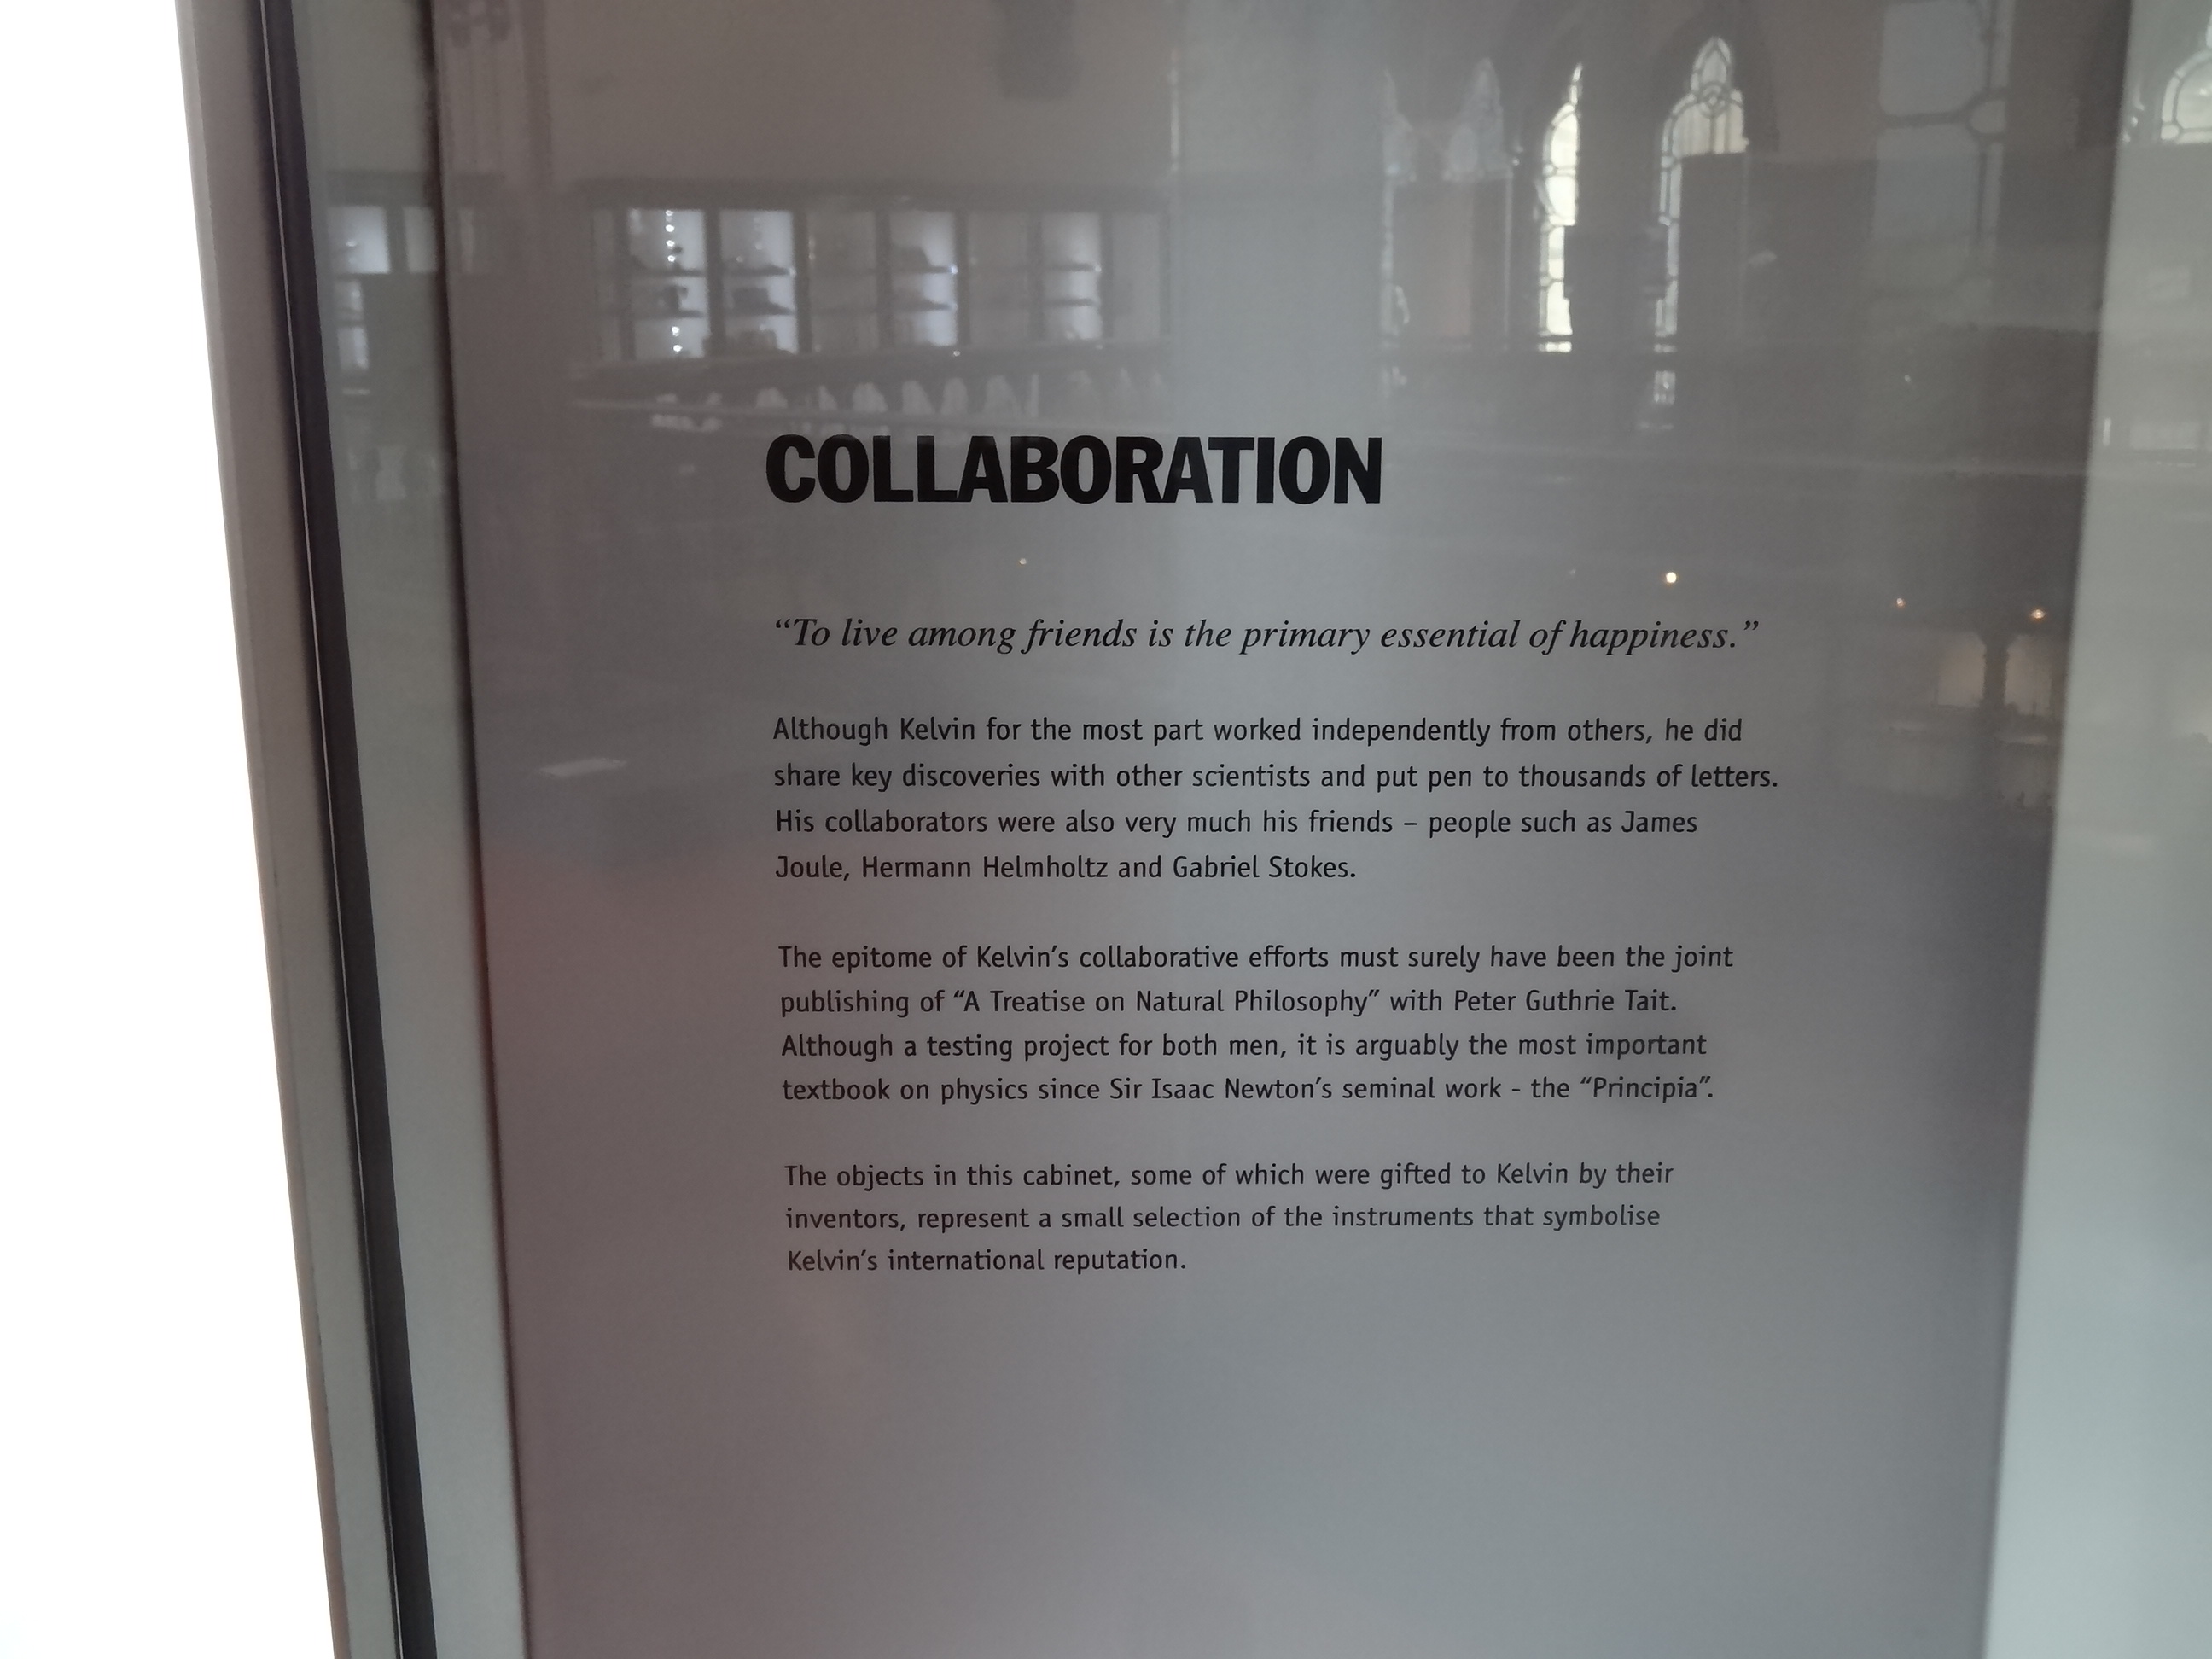 COLLABORATION
“To live among friends is the primary essential of happiness.”
Although Kelvin for the most part worked independently from others, he did
share key discoveries with other scientists and put pen to thousands of letters.
His collaborators were also very much his friends – people such as James
Joule, Hermann Helmholtz and Gabriel Stokes.
The epitome of Kelvin’s collaborative efforts must surely have been the joint
publishing of “A Treatise on Natural Philosophy” with Peter Guthrie Tait.
Although a testing project for both men, it is arguably the most important
textbook on physics since Sir Isaac Newton’s seminal work - the “Principia”.
The objects in this cabinet, some of which were gifted to Kelvin by their
inventors, represent a small selection of the instruments that symbolise
Kelvin’s international reputation.